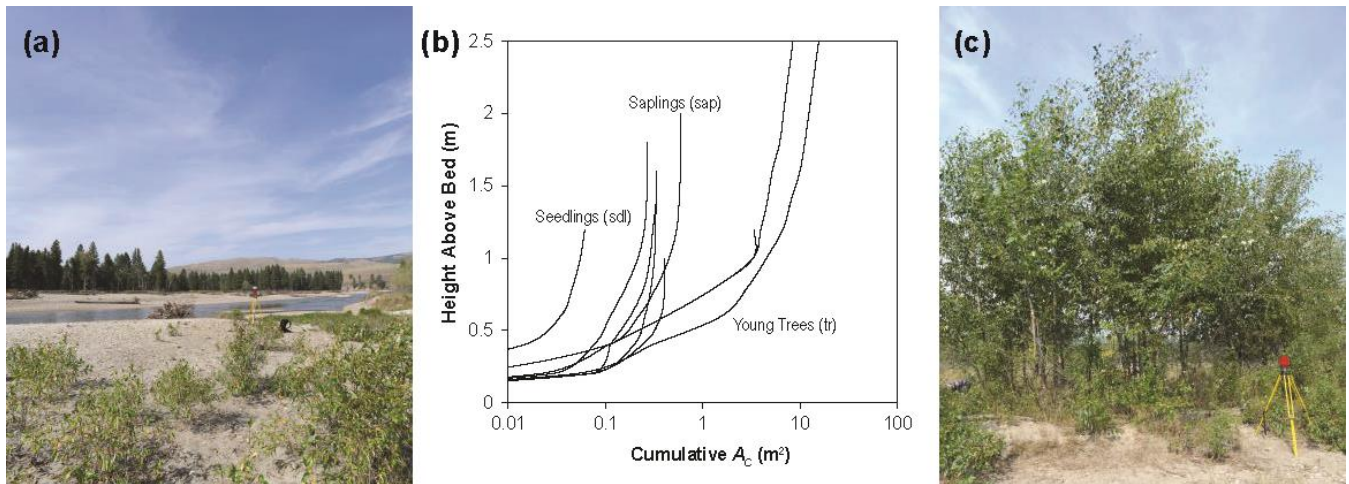 (a)
(b)
2.5
2
1.5
1
0.5
0
Height Above Bed (m)
Saplings (sap)
Seedlings (sdl)
Young Trees (tr)
0.01 0.1 1 10 100
Cumulative A_C (m²)
(c)